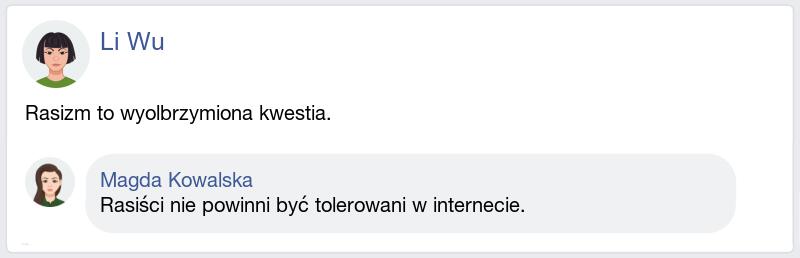 Li Wu
Rasizm to wyolbrzymiona kwestia.
Magda Kowalska
Rasiści nie powinni być tolerowani w internecie.